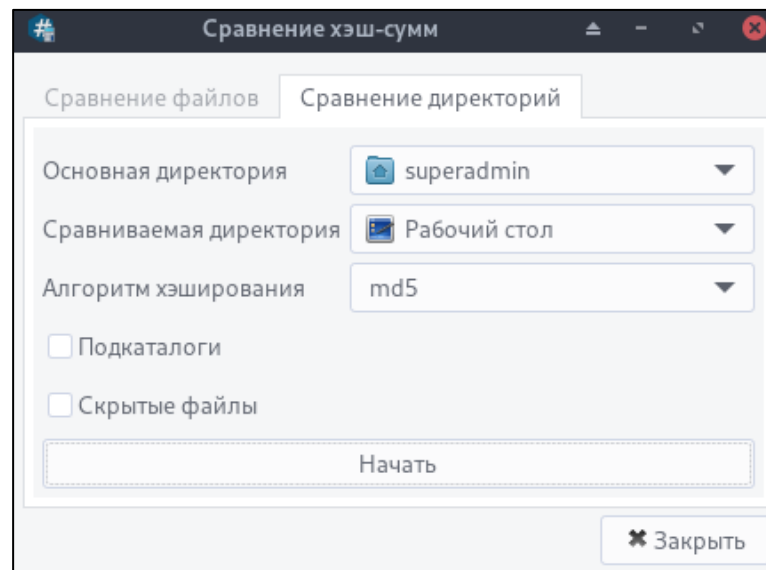 Сравнение хэш-сумм
Сравнение файлов Сравнение директорий
Основная директория superadmin
Сравниваемая директория Рабочий стол
Алгоритм хэширования md5
Подкаталоги
Скрытые файлы
Начать
Закрыть